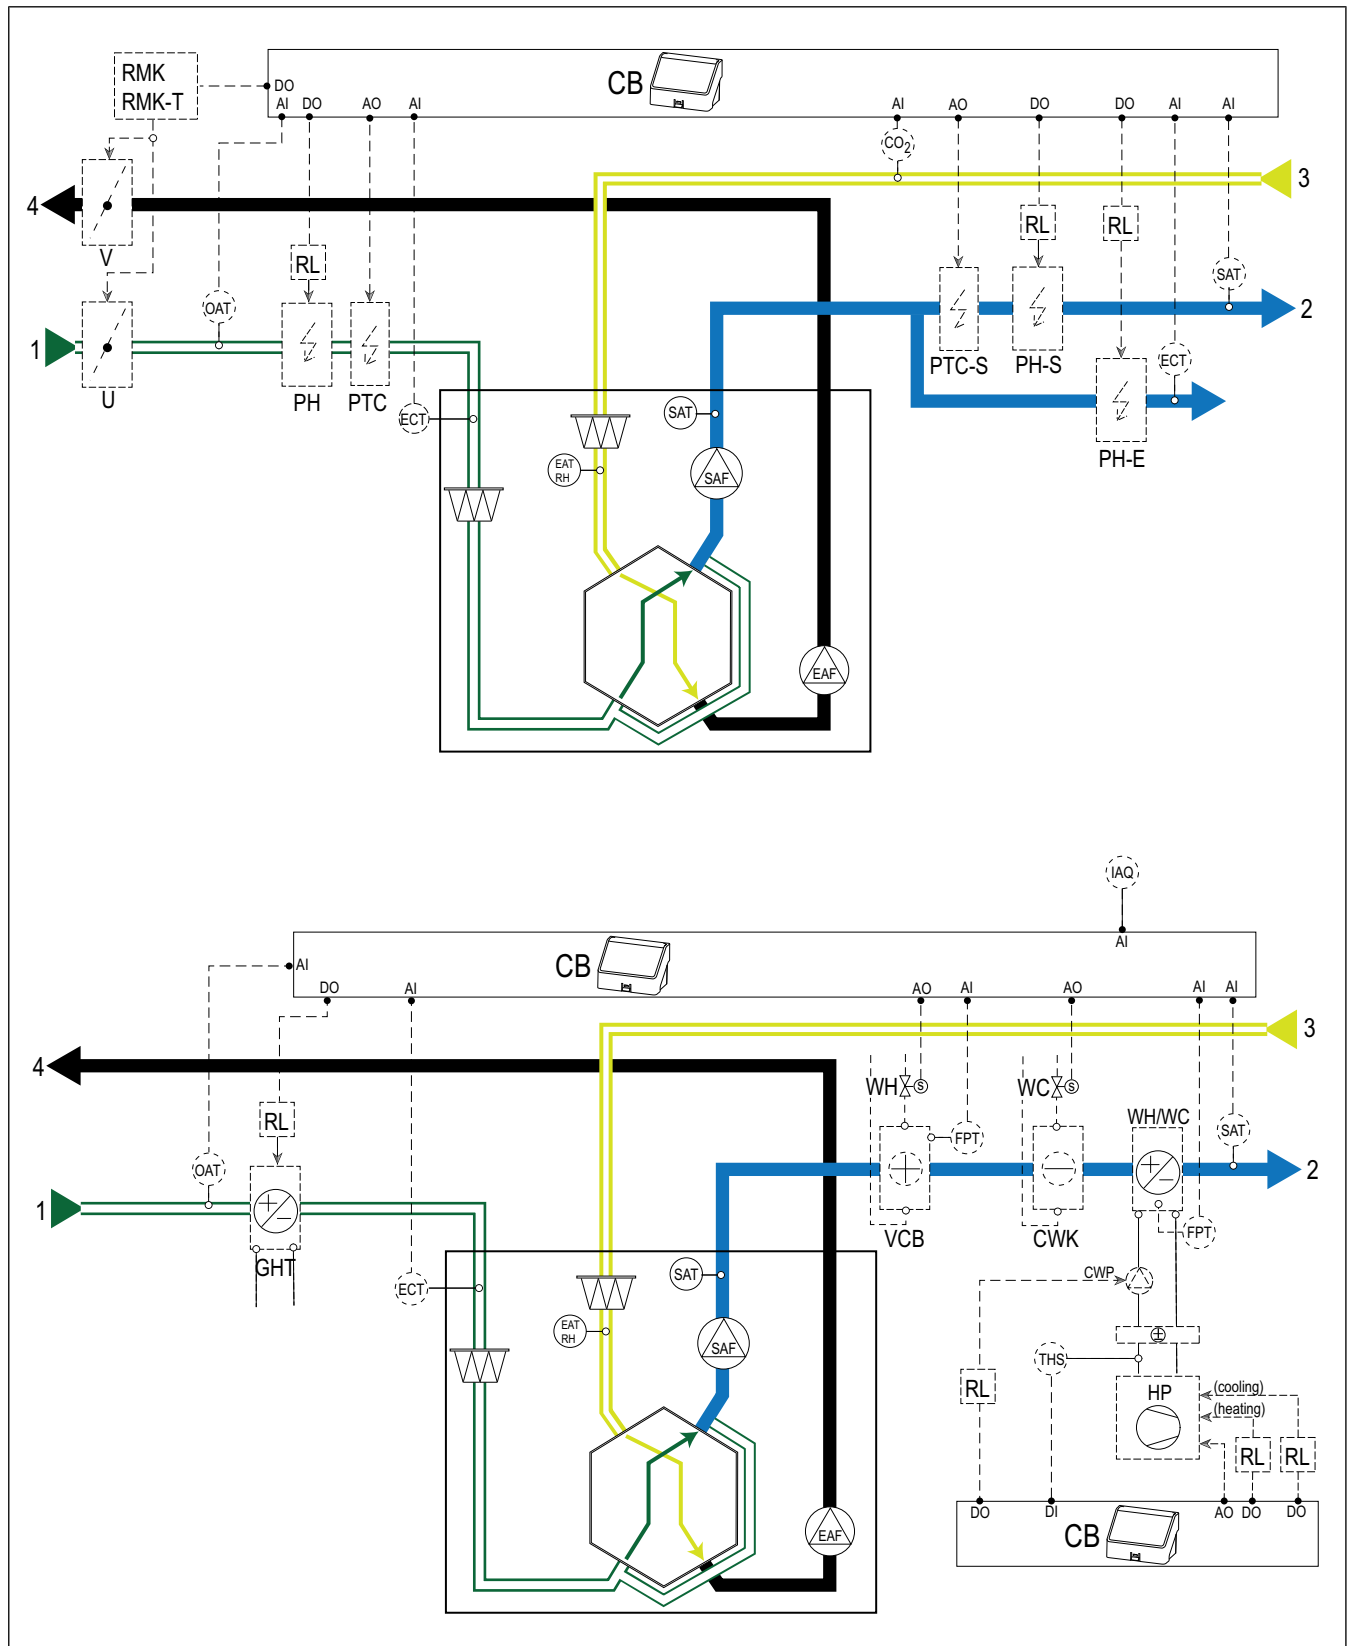 RMK
RMK-T
DO
AI
DO
AO
AI
CB
AI
AO
DO
DO
AI
AI
CO2
3
4
V
RL
RL
RL
OAT
SAT
2
1
U
PH
PTC
PTC-S
PH-S
ECT
ECT
SAT
PH-E
EAT
RH
SAF
EAF
IAQ
AI
CB
AI
DO
AI
AO
AI
AO
AI
AI
3
4
WH
S
WC
S
RL
WH/WC
FPT
SAT
OAT
2
1
GHT
VCB
CWK
FPT
ECT
SAT
CWP
EAT
RH
SAF
THS
RL
HP
(cooling)
(heating)
RL
RL
EAF
DO
DI
AO
DO
DO
CB